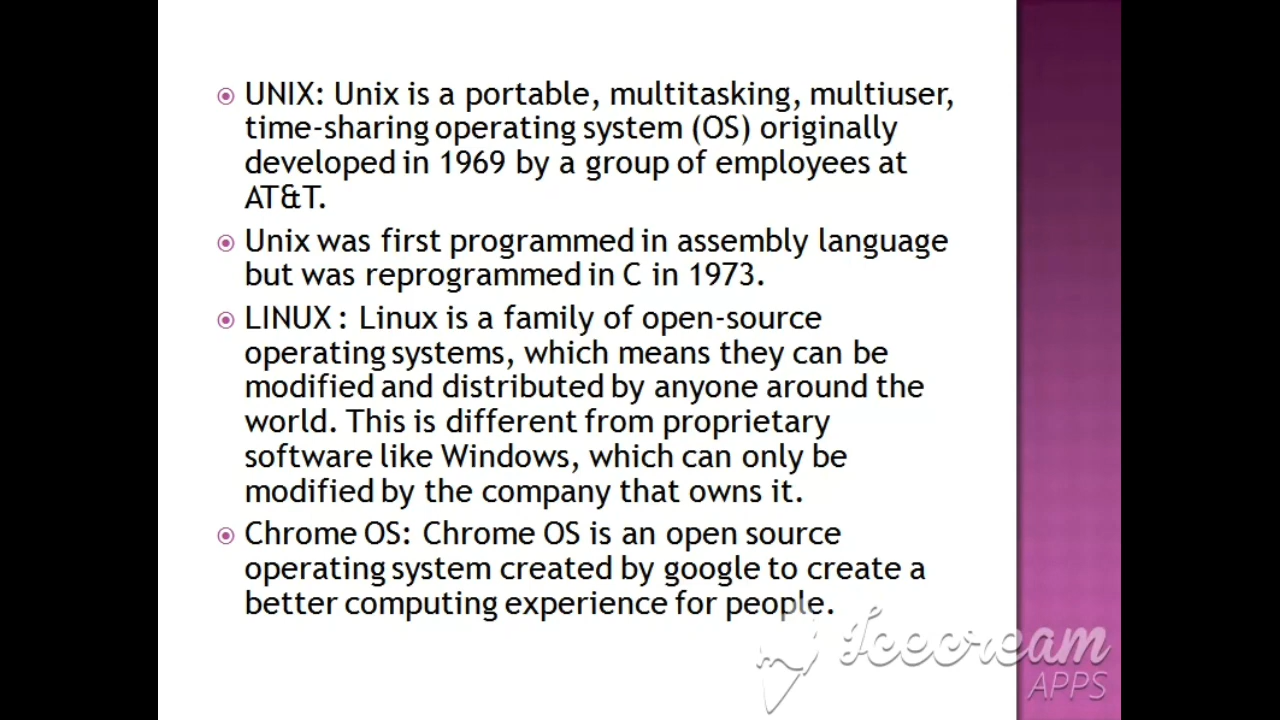 UNIX: Unix is a portable, multitasking, multiuser,
time-sharing operating system (OS) originally
developed in 1969 by a group of employees at
AT&T.
Unix was first programmed in assembly language
but was reprogrammed in C in 1973.
LINUX : Linux is a family of open-source
operating systems, which means they can be
modified and distributed by anyone around the
world. This is different from proprietary
software like Windows, which can only be
modified by the company that owns it.
Chrome OS: Chrome OS is an open source
operating system created by google to create a
better computing experience for people.
Icecream
APPS